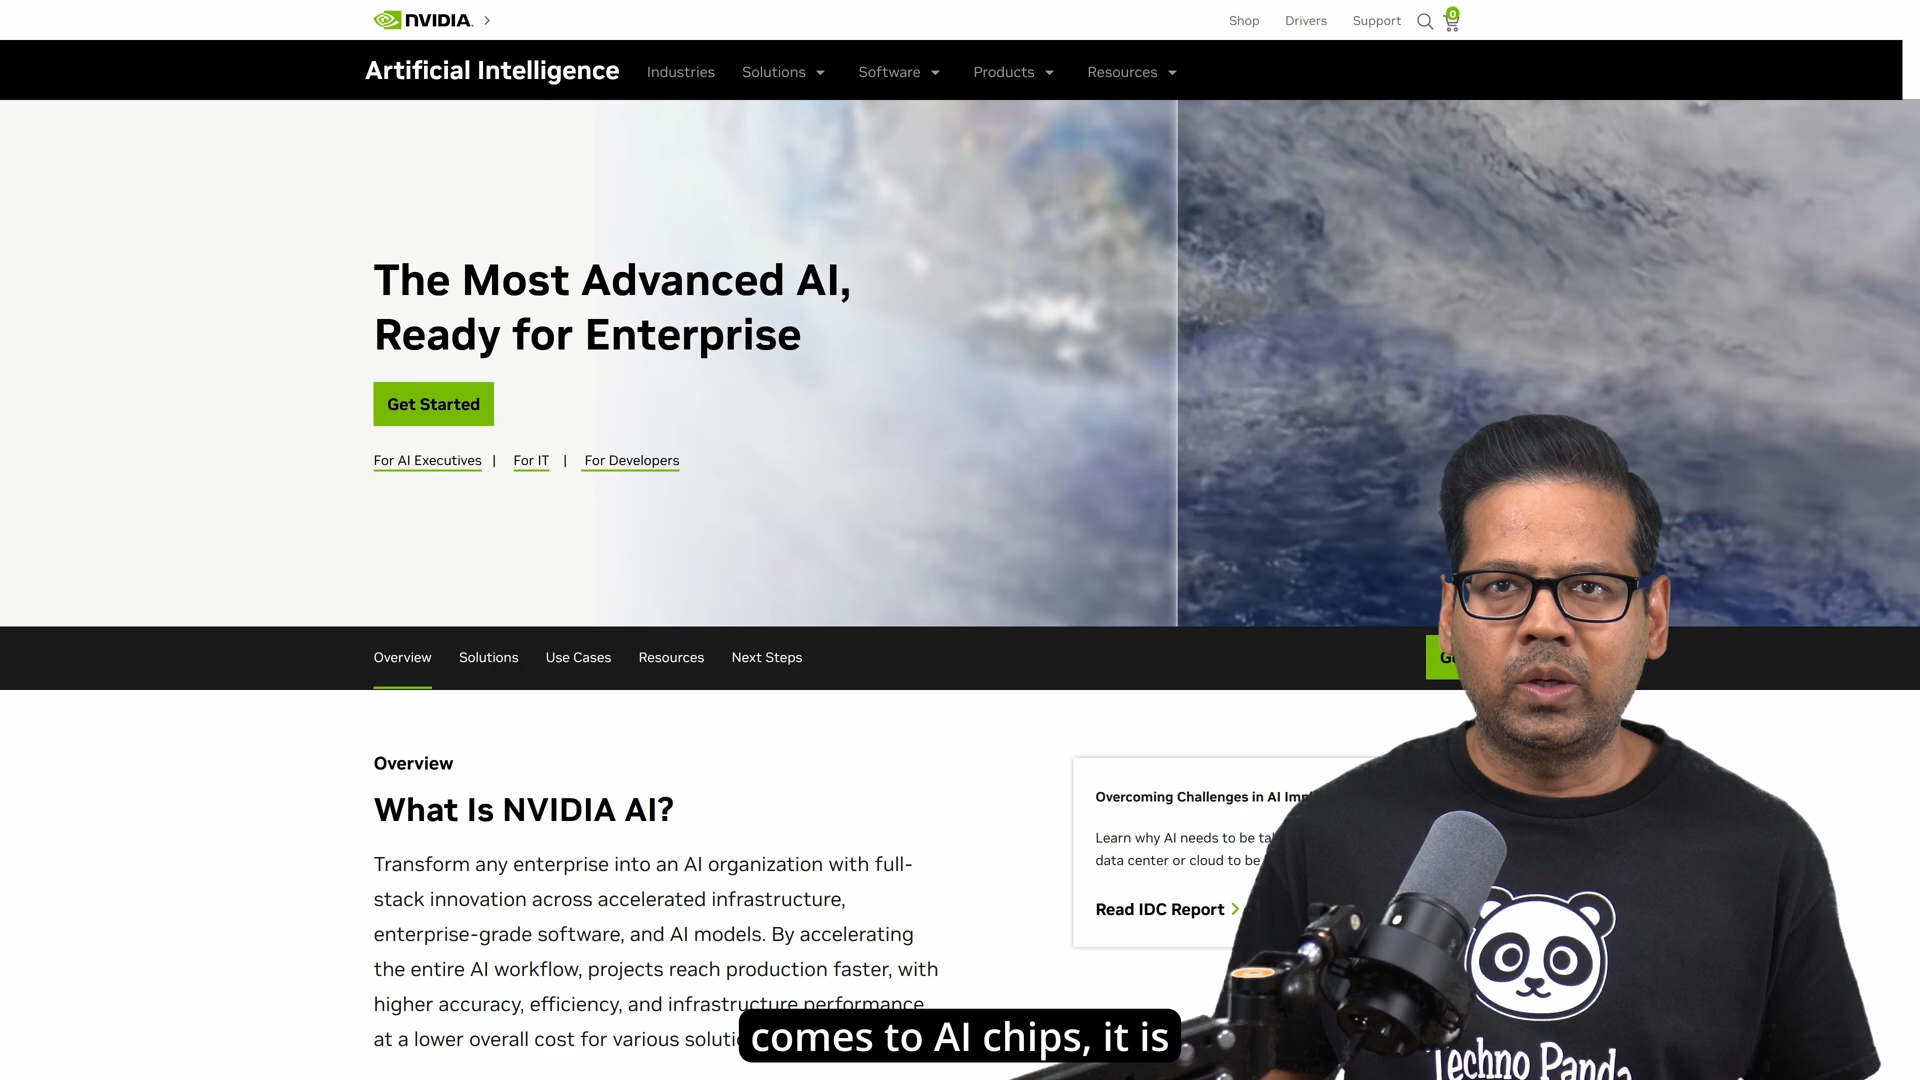 NVIDIA.
Shop Drivers Support 0
Artificial Intelligence Industries Solutions Software Products Resources
The Most Advanced AI,
Ready for Enterprise
Get Started
For AI Executives | For IT | For Developers
Overview Solutions Use Cases Resources Next Steps
Overview
What Is NVIDIA AI?
Transform any enterprise into an AI organization with full-
stack innovation across accelerated infrastructure,
enterprise-grade software, and AI models. By accelerating
the entire AI workflow, projects reach production faster, with
higher accuracy, efficiency, and infrastructure performance
at a lower overall cost for various
Overcoming Challenges in AI
Learn why AI needs to be
data center or cloud to be
Read IDC Report
comes to AI chips, it is
Techno Panda